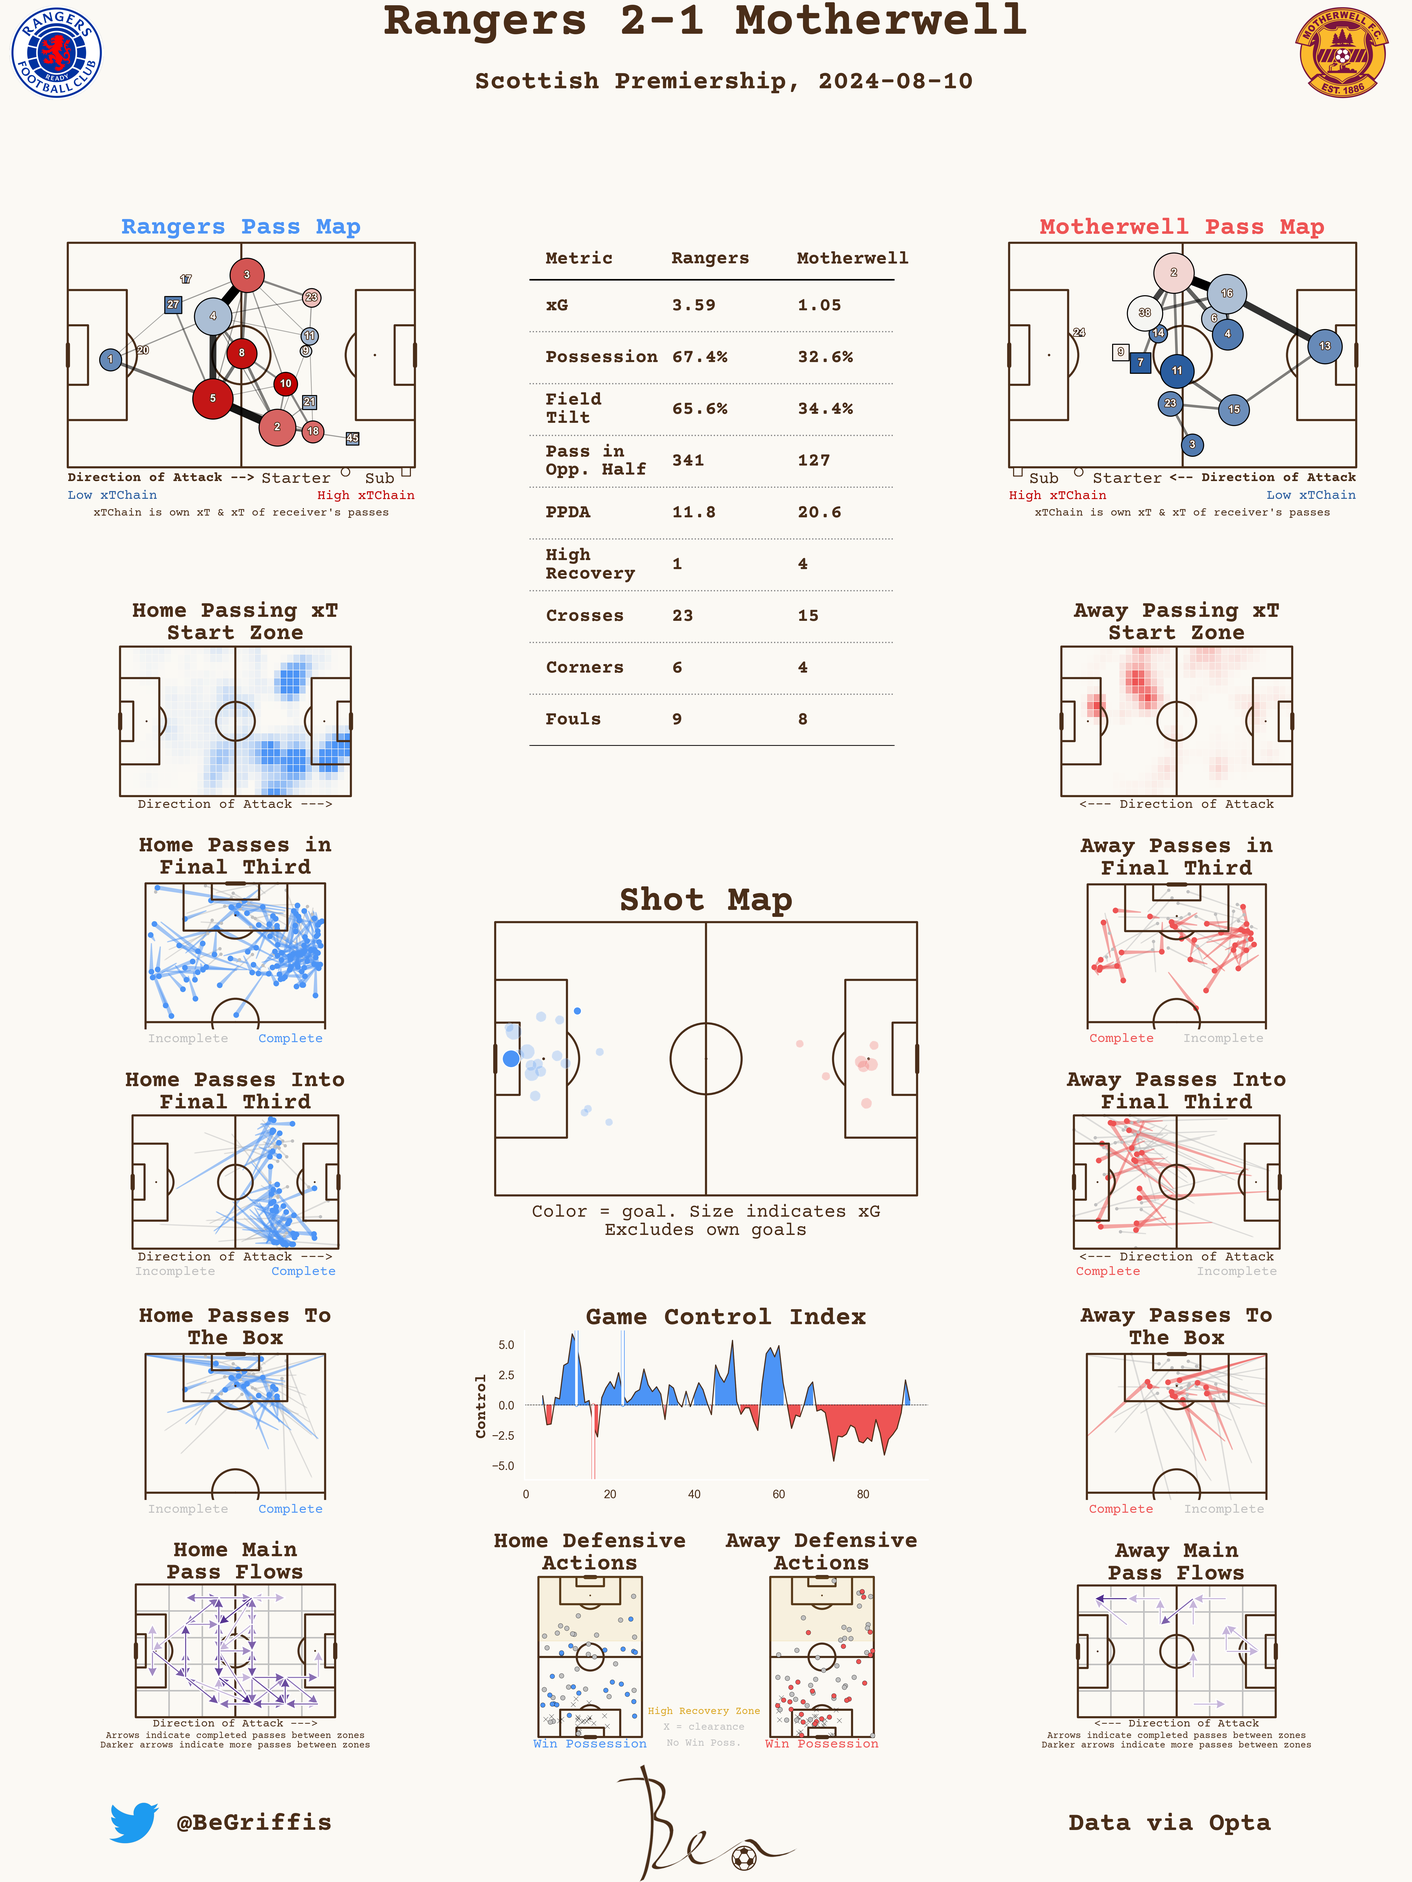 Rangers 2-1 Motherwell
Scottish Premiership, 2024-08-10
RANGERS
READY
FOOTBALL CLUB
MOTHERWELL F.C.
EST. 1886
Rangers Pass Map
17
3
27
23
4
11
20
8
9
1
10
5
21
2
18
45
Direction of Attack --> Starter Sub
Low xTChain High xTChain
xTChain is own xT & xT of receiver's passes
Metric Rangers Motherwell
xG 3.59 1.05
Possession 67.4% 32.6%
Field
Tilt 65.6% 34.4%
Pass in
Opp. Half 341 127
PPDA 11.8 20.6
High
Recovery 1 4
Crosses 23 15
Corners 6 4
Fouls 9 8
Motherwell Pass Map
2
16
38
6
24
14
4
13
9
7
11
23
15
3
Sub Starter <-- Direction of Attack
High xTChain Low xTChain
xTChain is own xT & xT of receiver's passes
Home Passing xT
Start Zone
Direction of Attack --->
Away Passing xT
Start Zone
<--- Direction of Attack
Home Passes in
Final Third
Incomplete Complete
Away Passes in
Final Third
Complete Incomplete
Shot Map
Color = goal. Size indicates xG
Excludes own goals
Home Passes Into
Final Third
Direction of Attack --->
Incomplete Complete
Away Passes Into
Final Third
<--- Direction of Attack
Complete Incomplete
Home Passes To
The Box
Incomplete Complete
Game Control Index
Control
5.0
2.5
0.0
−2.5
−5.0
0 20 40 60 80
Away Passes To
The Box
Complete Incomplete
Home Main
Pass Flows
Direction of Attack --->
Arrows indicate completed passes between zones
Darker arrows indicate more passes between zones
Home Defensive
Actions
Win Possession
High Recovery Zone
X = clearance
No Win Poss.
Away Defensive
Actions
Win Possession
Away Main
Pass Flows
<--- Direction of Attack
Arrows indicate completed passes between zones
Darker arrows indicate more passes between zones
@BeGriffis
Ben
Data via Opta